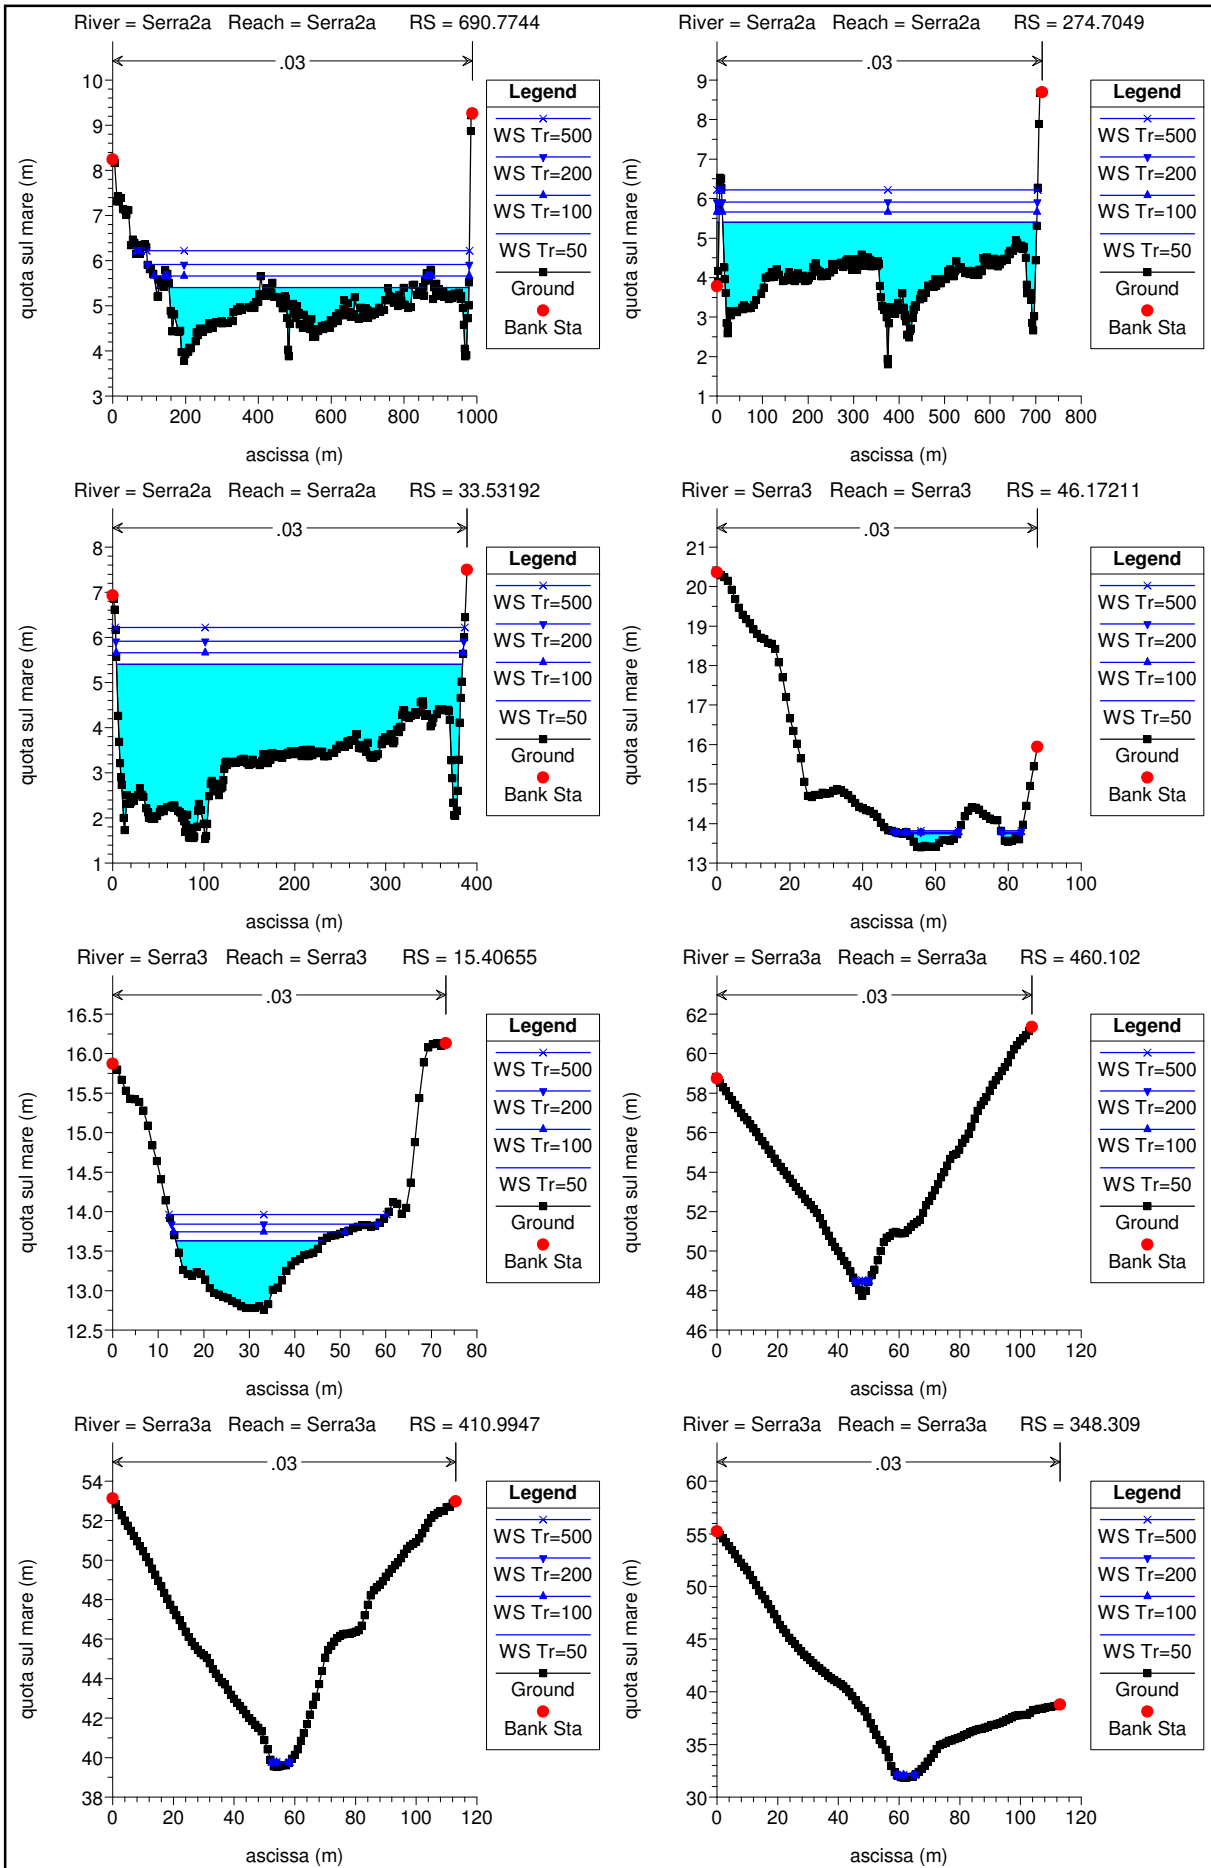 River = Serra2a Reach = Serra2a RS = 690.7744
.03
quota sul mare (m)
10
9
8
7
6
5
4
3
0 200 400 600 800 1000
ascissa (m)
Legend
WS Tr=500
WS Tr=200
WS Tr=100
WS Tr=50
Ground
Bank Sta
River = Serra2a Reach = Serra2a RS = 274.7049
.03
quota sul mare (m)
9
8
7
6
5
4
3
2
1
0 100 200 300 400 500 600 700 800
ascissa (m)
Legend
WS Tr=500
WS Tr=200
WS Tr=100
WS Tr=50
Ground
Bank Sta
River = Serra2a Reach = Serra2a RS = 33.53192
.03
quota sul mare (m)
8
7
6
5
4
3
2
1
0 100 200 300 400
ascissa (m)
Legend
WS Tr=500
WS Tr=200
WS Tr=100
WS Tr=50
Ground
Bank Sta
River = Serra3 Reach = Serra3 RS = 46.17211
.03
quota sul mare (m)
21
20
19
18
17
16
15
14
13
0 20 40 60 80 100
ascissa (m)
Legend
WS Tr=500
WS Tr=200
WS Tr=100
WS Tr=50
Ground
Bank Sta
River = Serra3 Reach = Serra3 RS = 15.40655
.03
quota sul mare (m)
16.5
16.0
15.5
15.0
14.5
14.0
13.5
13.0
12.5
0 10 20 30 40 50 60 70 80
ascissa (m)
Legend
WS Tr=500
WS Tr=200
WS Tr=100
WS Tr=50
Ground
Bank Sta
River = Serra3a Reach = Serra3a RS = 460.102
.03
quota sul mare (m)
62
60
58
56
54
52
50
48
46
0 20 40 60 80 100 120
ascissa (m)
Legend
WS Tr=500
WS Tr=200
WS Tr=100
WS Tr=50
Ground
Bank Sta
River = Serra3a Reach = Serra3a RS = 410.9947
.03
quota sul mare (m)
54
52
50
48
46
44
42
40
38
0 20 40 60 80 100 120
ascissa (m)
Legend
WS Tr=500
WS Tr=200
WS Tr=100
WS Tr=50
Ground
Bank Sta
River = Serra3a Reach = Serra3a RS = 348.309
.03
quota sul mare (m)
60
55
50
45
40
35
30
0 20 40 60 80 100 120
ascissa (m)
Legend
WS Tr=500
WS Tr=200
WS Tr=100
WS Tr=50
Ground
Bank Sta